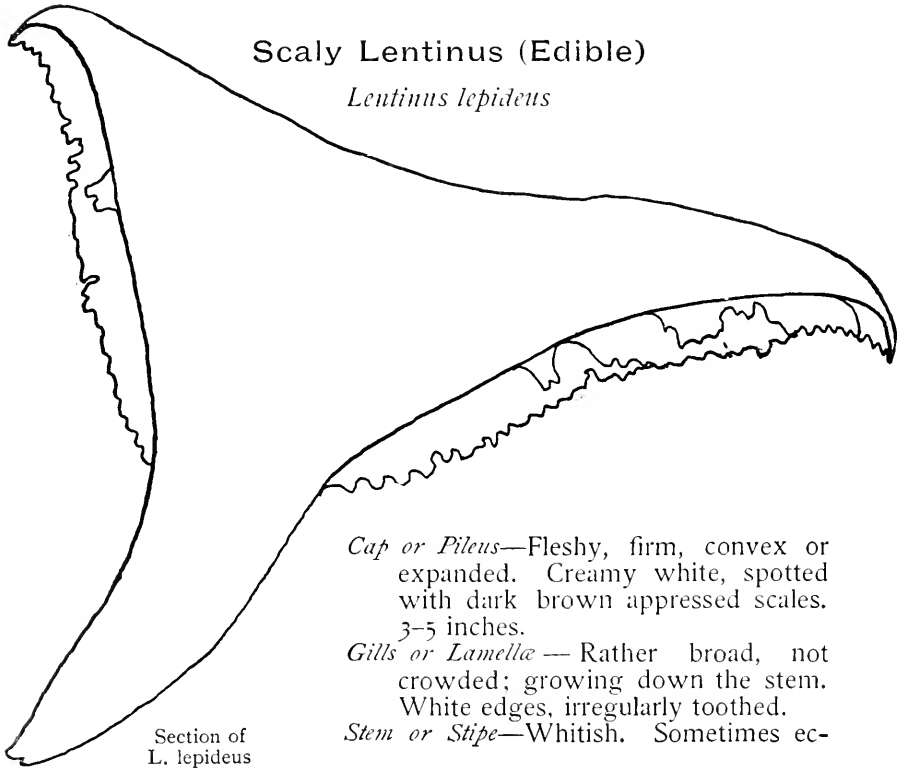 Scaly Lentinus (Edible)
Lentinus lepideus
Cap or Pileus—Fleshy, firm, convex or
expanded. Creamy white, spotted
with dark brown appressed scales.
3–5 inches.
Gills or Lamellæ — Rather broad, not
crowded; growing down the stem.
White edges, irregularly toothed.
Stem or Stipe—Whitish. Sometimes ec-
Section of
L. lepideus